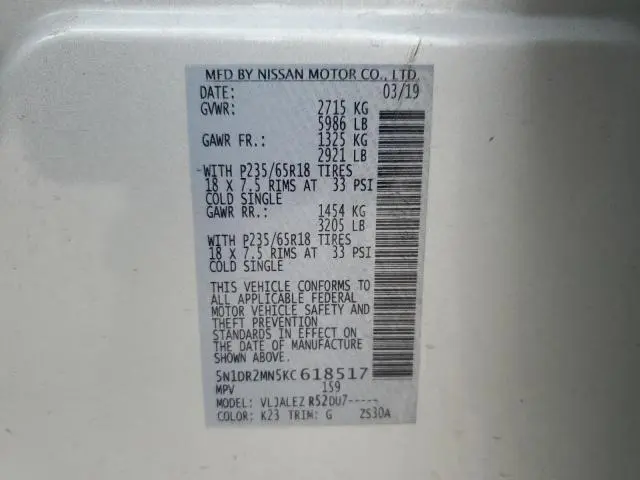 MFD BY NISSAN MOTOR CO., LTD.
DATE: 03/19
GVWR: 2715 KG
5986 LB
GAWR FR.: 1325 KG
2921 LB
-WITH P235/65R18 TIRES
18 X 7.5 RIMS AT 33 PSI
COLD SINGLE
GAWR RR.: 1454 KG
3205 LB
WITH P235/65R18 TIRES
18 X 7.5 RIMS AT 33 PSI
COLD SINGLE
THIS VEHICLE CONFORMS TO
ALL APPLICABLE FEDERAL
MOTOR VEHICLE SAFETY AND
THEFT PREVENTION
STANDARDS IN EFFECT ON
THE DATE OF MANUFACTURE
SHOWN ABOVE.
5N1DR2MN5KC618517
MPV 159
MODEL: VLJALEZ R52DU7-----
COLOR: K23 TRIM: G ZS30A